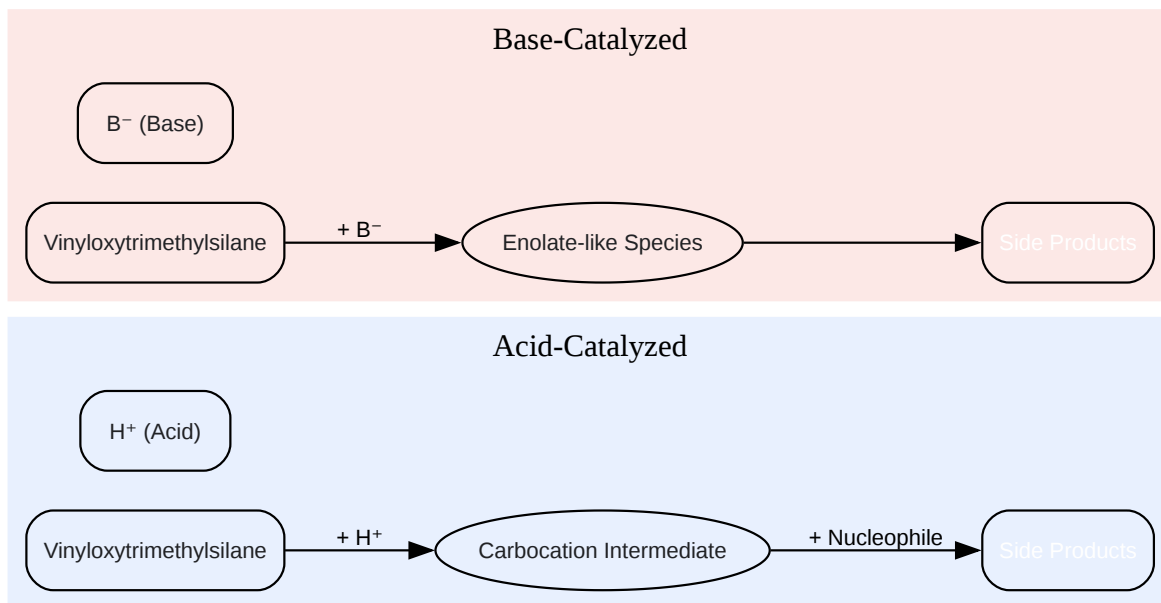 Base-Catalyzed
B⁻ (Base)
Vinyloxytrimethylsilane
+ B⁻
Enolate-like Species
Side Products
Acid-Catalyzed
H⁺ (Acid)
Vinyloxytrimethylsilane
+ H⁺
Carbocation Intermediate
+ Nucleophile
Side Products